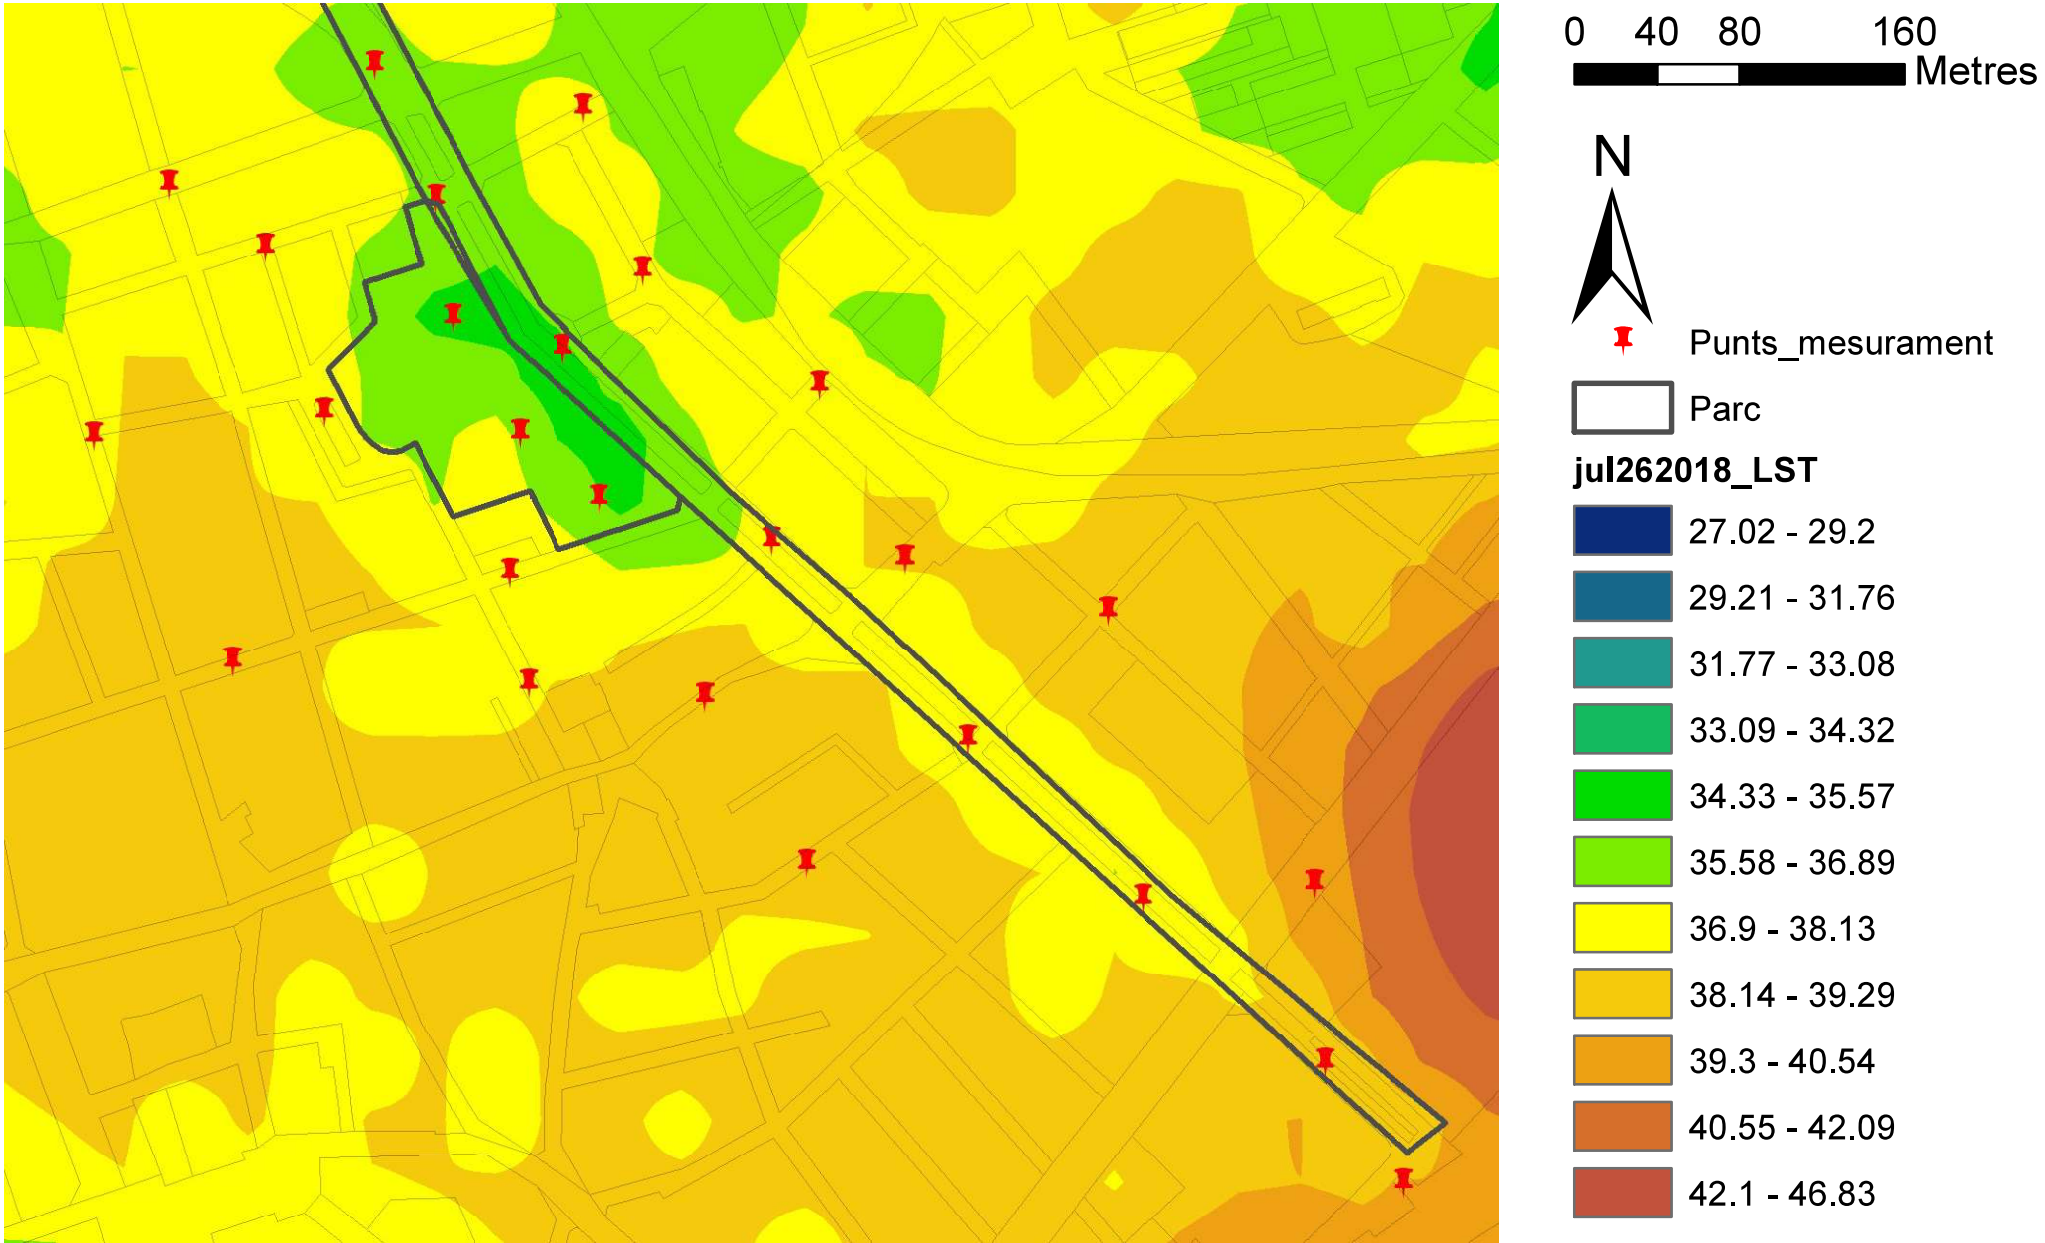 0 40 80 160
Metres
N
Punts_mesurament
Parc
jul262018_LST
27.02 - 29.2
29.21 - 31.76
31.77 - 33.08
33.09 - 34.32
34.33 - 35.57
35.58 - 36.89
36.9 - 38.13
38.14 - 39.29
39.3 - 40.54
40.55 - 42.09
42.1 - 46.83